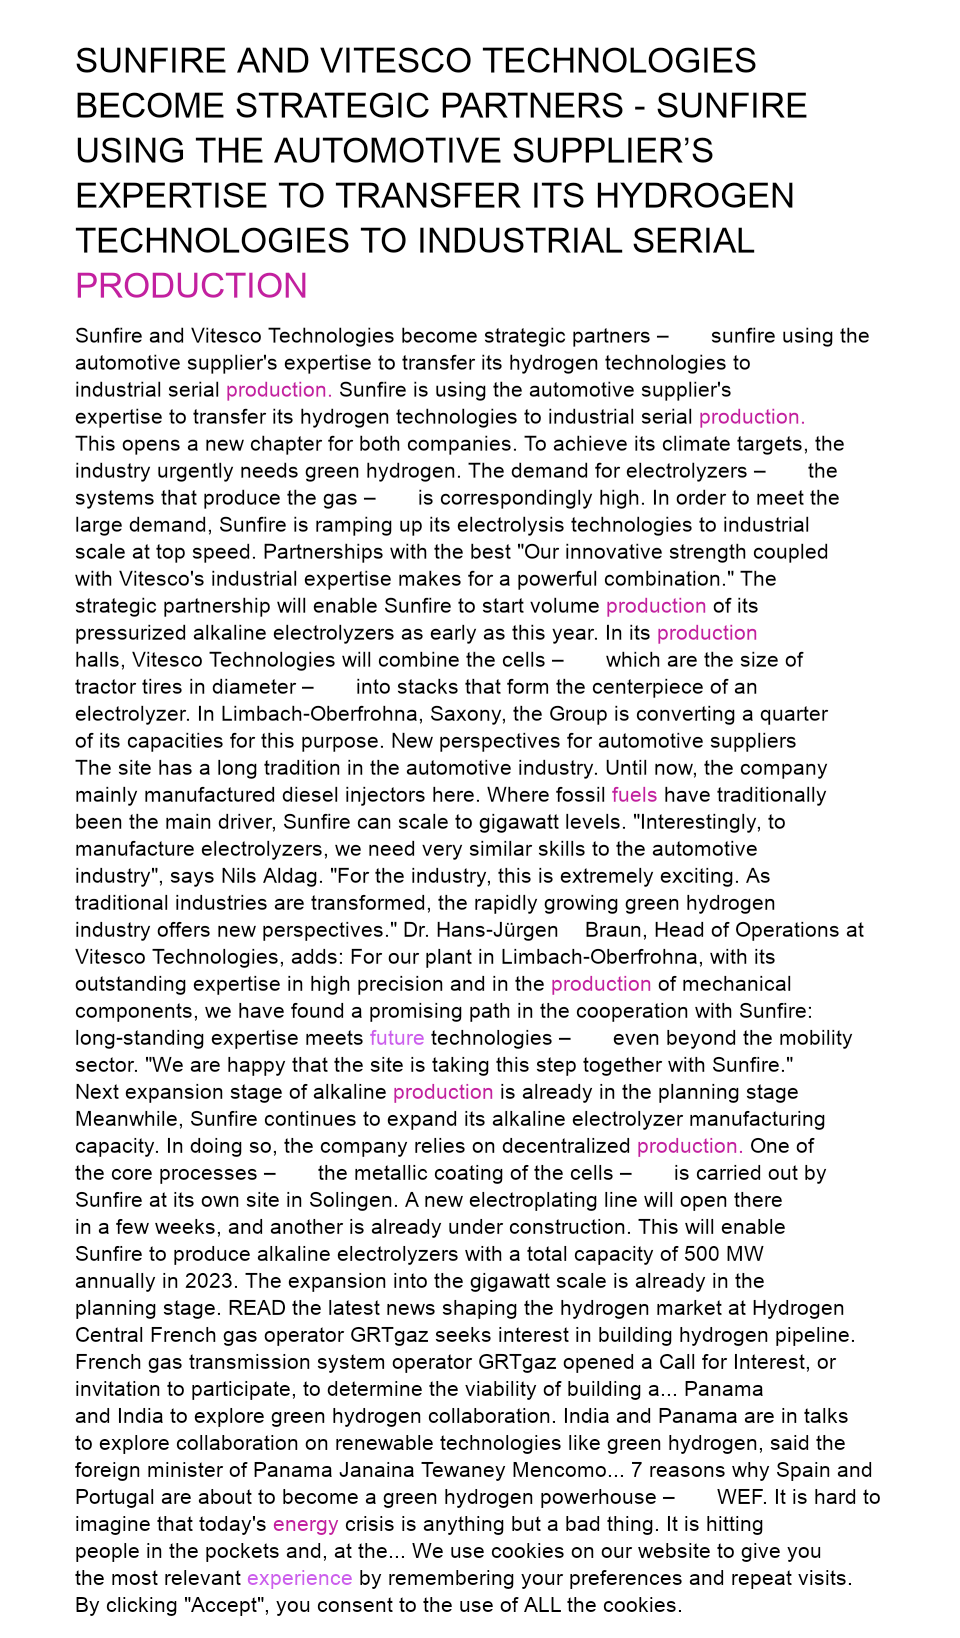 SUNFIRE AND VITESCO TECHNOLOGIES
BECOME STRATEGIC PARTNERS - SUNFIRE
USING THE AUTOMOTIVE SUPPLIER’S
EXPERTISE TO TRANSFER ITS HYDROGEN
TECHNOLOGIES TO INDUSTRIAL SERIAL
PRODUCTION
Sunfire and Vitesco Technologies become strategic partners – sunfire using the
automotive supplier's expertise to transfer its hydrogen technologies to
industrial serial production. Sunfire is using the automotive supplier's
expertise to transfer its hydrogen technologies to industrial serial production.
This opens a new chapter for both companies. To achieve its climate targets, the
industry urgently needs green hydrogen. The demand for electrolyzers – the
systems that produce the gas – is correspondingly high. In order to meet the
large demand, Sunfire is ramping up its electrolysis technologies to industrial
scale at top speed. Partnerships with the best "Our innovative strength coupled
with Vitesco's industrial expertise makes for a powerful combination." The
strategic partnership will enable Sunfire to start volume production of its
pressurized alkaline electrolyzers as early as this year. In its production
halls, Vitesco Technologies will combine the cells – which are the size of
tractor tires in diameter – into stacks that form the centerpiece of an
electrolyzer. In Limbach-Oberfrohna, Saxony, the Group is converting a quarter
of its capacities for this purpose. New perspectives for automotive suppliers
The site has a long tradition in the automotive industry. Until now, the company
mainly manufactured diesel injectors here. Where fossil fuels have traditionally
been the main driver, Sunfire can scale to gigawatt levels. "Interestingly, to
manufacture electrolyzers, we need very similar skills to the automotive
industry", says Nils Aldag. "For the industry, this is extremely exciting. As
traditional industries are transformed, the rapidly growing green hydrogen
industry offers new perspectives." Dr. Hans-Jürgen Braun, Head of Operations at
Vitesco Technologies, adds: For our plant in Limbach-Oberfrohna, with its
outstanding expertise in high precision and in the production of mechanical
components, we have found a promising path in the cooperation with Sunfire:
long-standing expertise meets future technologies – even beyond the mobility
sector. "We are happy that the site is taking this step together with Sunfire."
Next expansion stage of alkaline production is already in the planning stage
Meanwhile, Sunfire continues to expand its alkaline electrolyzer manufacturing
capacity. In doing so, the company relies on decentralized production. One of
the core processes – the metallic coating of the cells – is carried out by
Sunfire at its own site in Solingen. A new electroplating line will open there
in a few weeks, and another is already under construction. This will enable
Sunfire to produce alkaline electrolyzers with a total capacity of 500 MW
annually in 2023. The expansion into the gigawatt scale is already in the
planning stage. READ the latest news shaping the hydrogen market at Hydrogen
Central French gas operator GRTgaz seeks interest in building hydrogen pipeline.
French gas transmission system operator GRTgaz opened a Call for Interest, or
invitation to participate, to determine the viability of building a... Panama
and India to explore green hydrogen collaboration. India and Panama are in talks
to explore collaboration on renewable technologies like green hydrogen, said the
foreign minister of Panama Janaina Tewaney Mencomo... 7 reasons why Spain and
Portugal are about to become a green hydrogen powerhouse – WEF. It is hard to
imagine that today's energy crisis is anything but a bad thing. It is hitting
people in the pockets and, at the... We use cookies on our website to give you
the most relevant experience by remembering your preferences and repeat visits.
By clicking "Accept", you consent to the use of ALL the cookies.